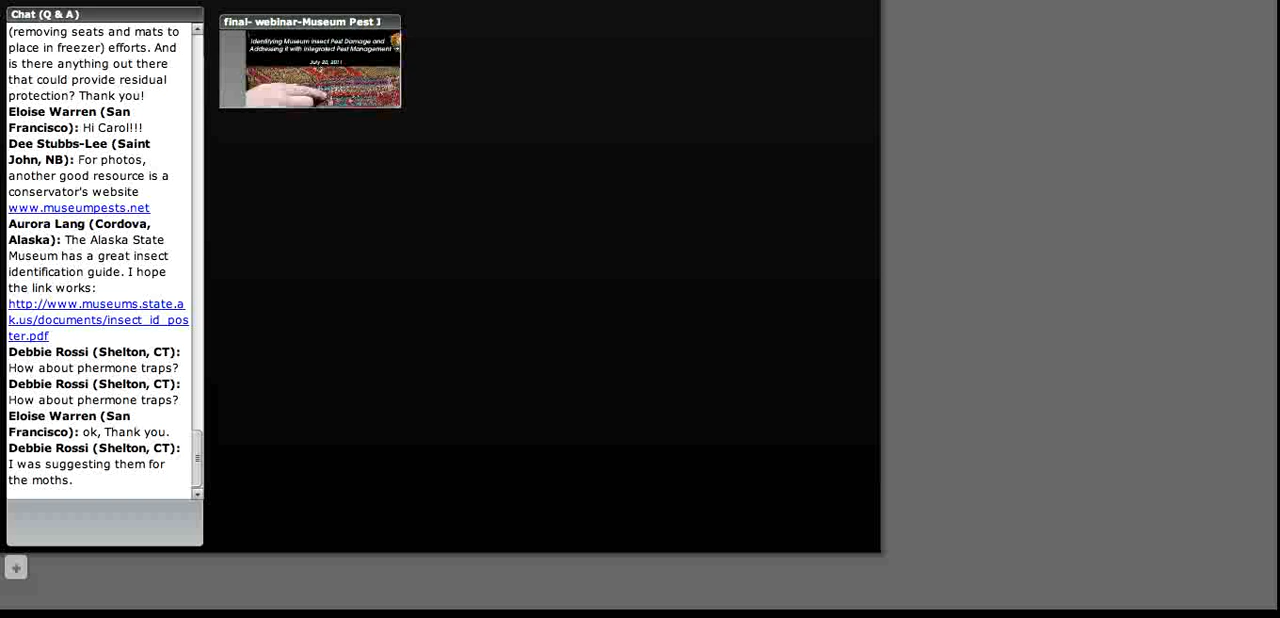 Chat (Q & A)
(removing seats and mats to
place in freezer) efforts. And
is there anything out there
that could provide residual
protection? Thank you!
Eloise Warren (San
Francisco): Hi Carol!!!
Dee Stubbs-Lee (Saint
John, NB): For photos,
another good resource is a
conservator's website
www.museumpests.net
Aurora Lang (Cordova,
Alaska): The Alaska State
Museum has a great insect
identification guide. I hope
the link works:
http://www.museums.state.a
k.us/documents/insect_id_pos
ter.pdf
Debbie Rossi (Shelton, CT):
How about phermone traps?
Debbie Rossi (Shelton, CT):
How about phermone traps?
Eloise Warren (San
Francisco): ok, Thank you.
Debbie Rossi (Shelton, CT):
I was suggesting them for
the moths.
final- webinar-Museum Pest I
Identifying Museum Insect Pest Damage and
Addressing it with Integrated Pest Management
July 20, 2011